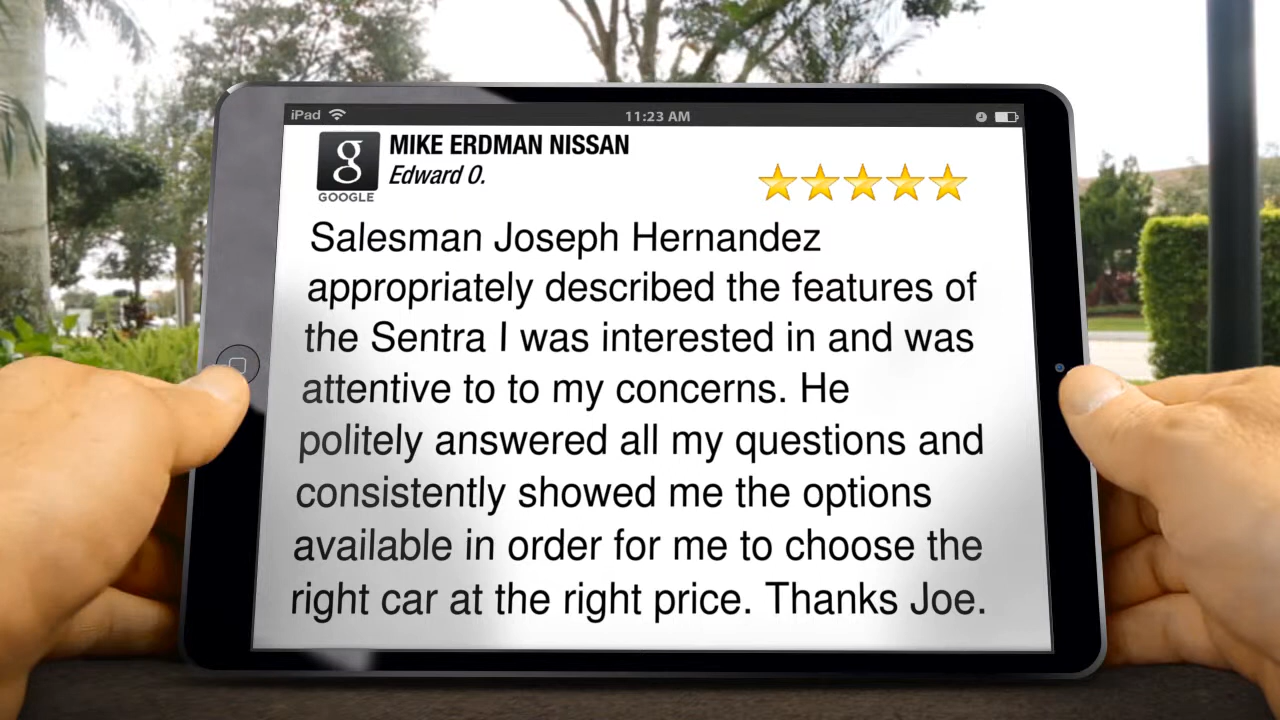 iPad 11:23 AM
g
GOOGLE
MIKE ERDMAN NISSAN
Edward O.
Salesman Joseph Hernandez
appropriately described the features of
the Sentra I was interested in and was
attentive to to my concerns. He
politely answered all my questions and
consistently showed me the options
available in order for me to choose the
right car at the right price. Thanks Joe.